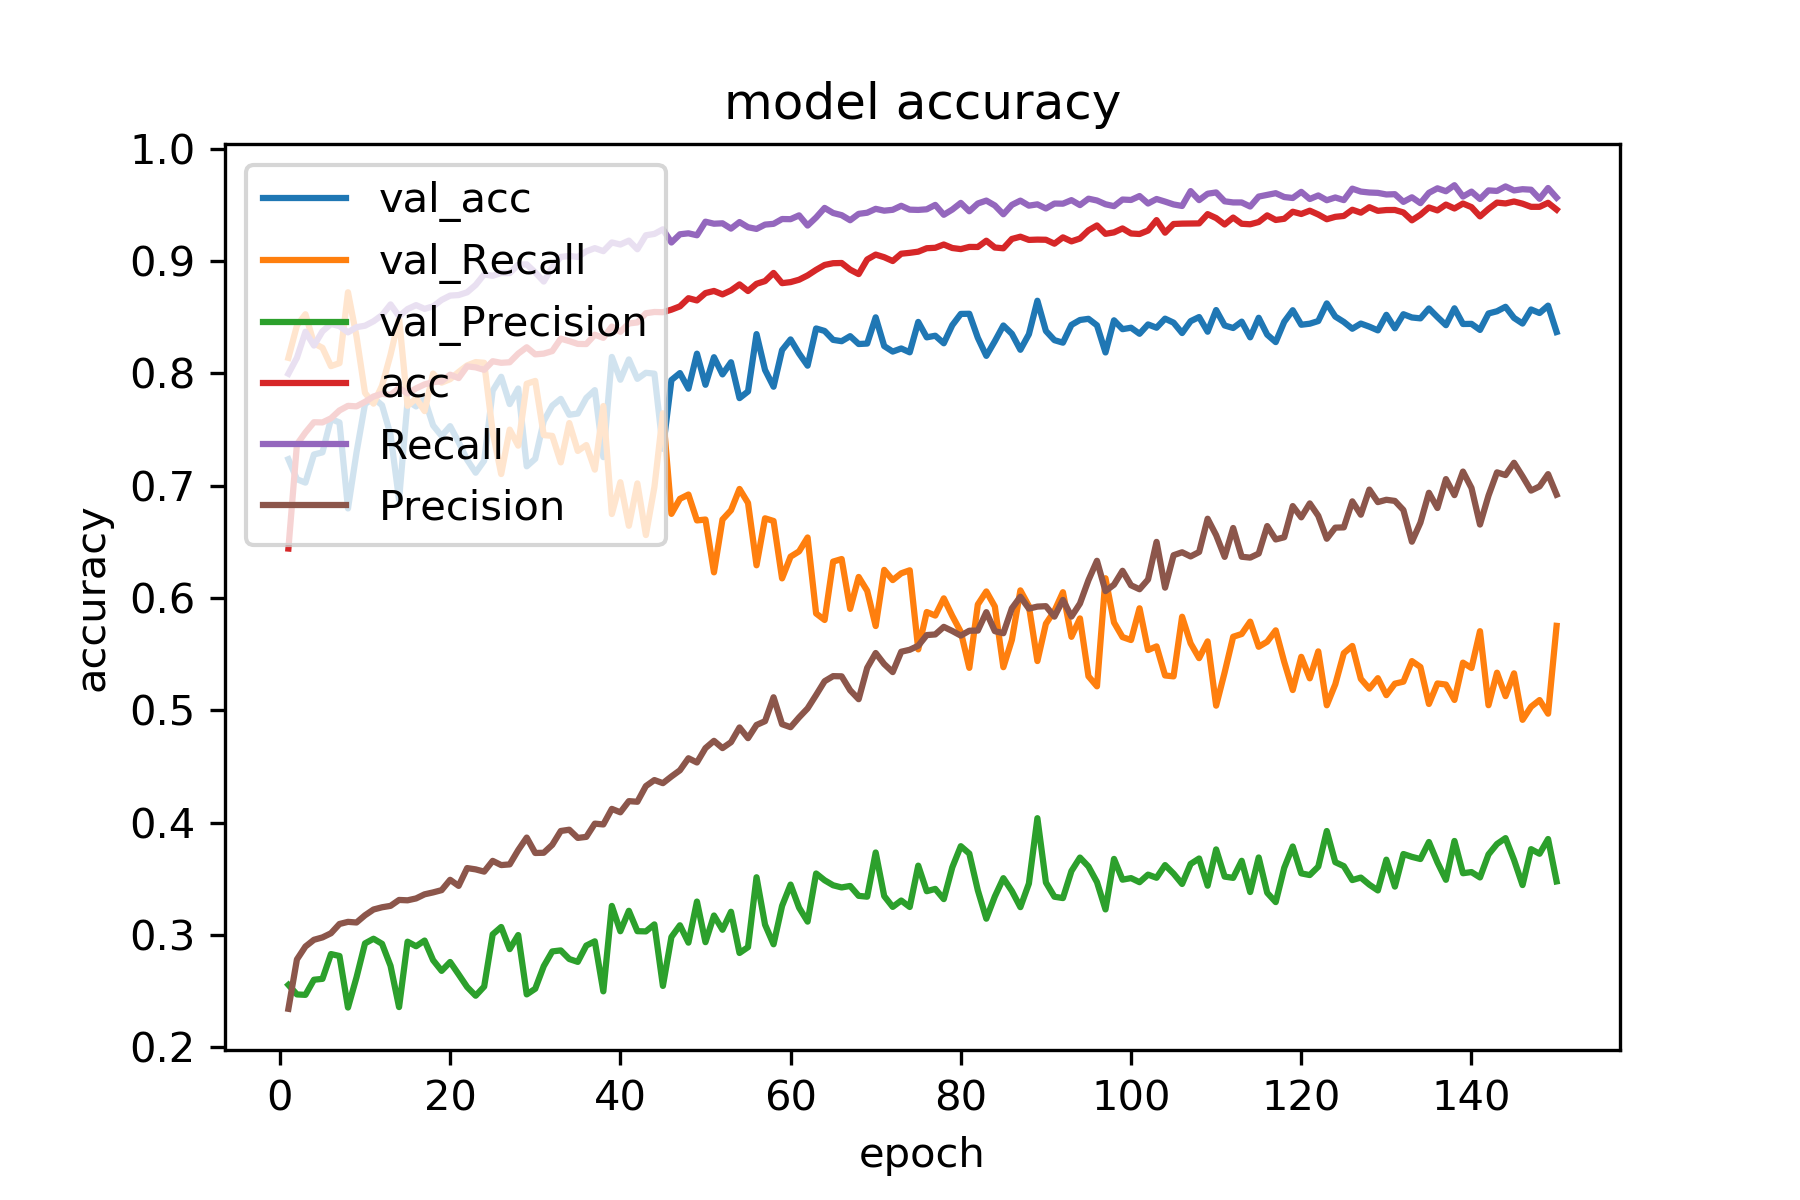 model accuracy
1.0
0.9
0.8
0.7
0.6
0.5
0.4
0.3
0.2
accuracy
val_acc
val_Recall
val_Precision
acc
Recall
Precision
0 20 40 60 80 100 120 140
epoch